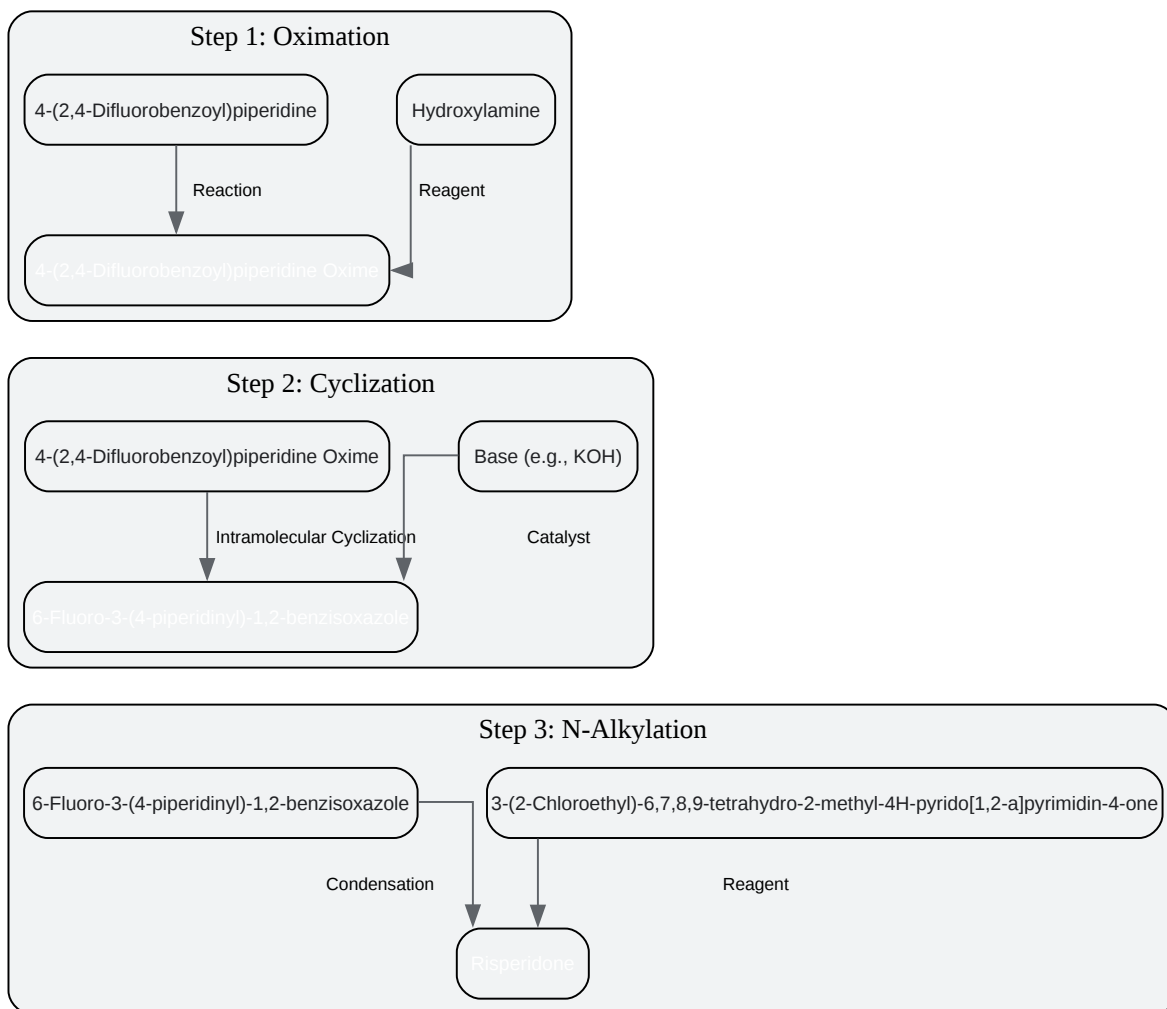 Step 1: Oximation
4-(2,4-Difluorobenzoyl)piperidine
Hydroxylamine
Reaction
Reagent
4-(2,4-Difluorobenzoyl)piperidine Oxime
Step 2: Cyclization
4-(2,4-Difluorobenzoyl)piperidine Oxime
Base (e.g., KOH)
Intramolecular Cyclization
Catalyst
6-Fluoro-3-(4-piperidinyl)-1,2-benzisoxazole
Step 3: N-Alkylation
6-Fluoro-3-(4-piperidinyl)-1,2-benzisoxazole
3-(2-Chloroethyl)-6,7,8,9-tetrahydro-2-methyl-4H-pyrido[1,2-a]pyrimidin-4-one
Condensation
Reagent
Risperidone